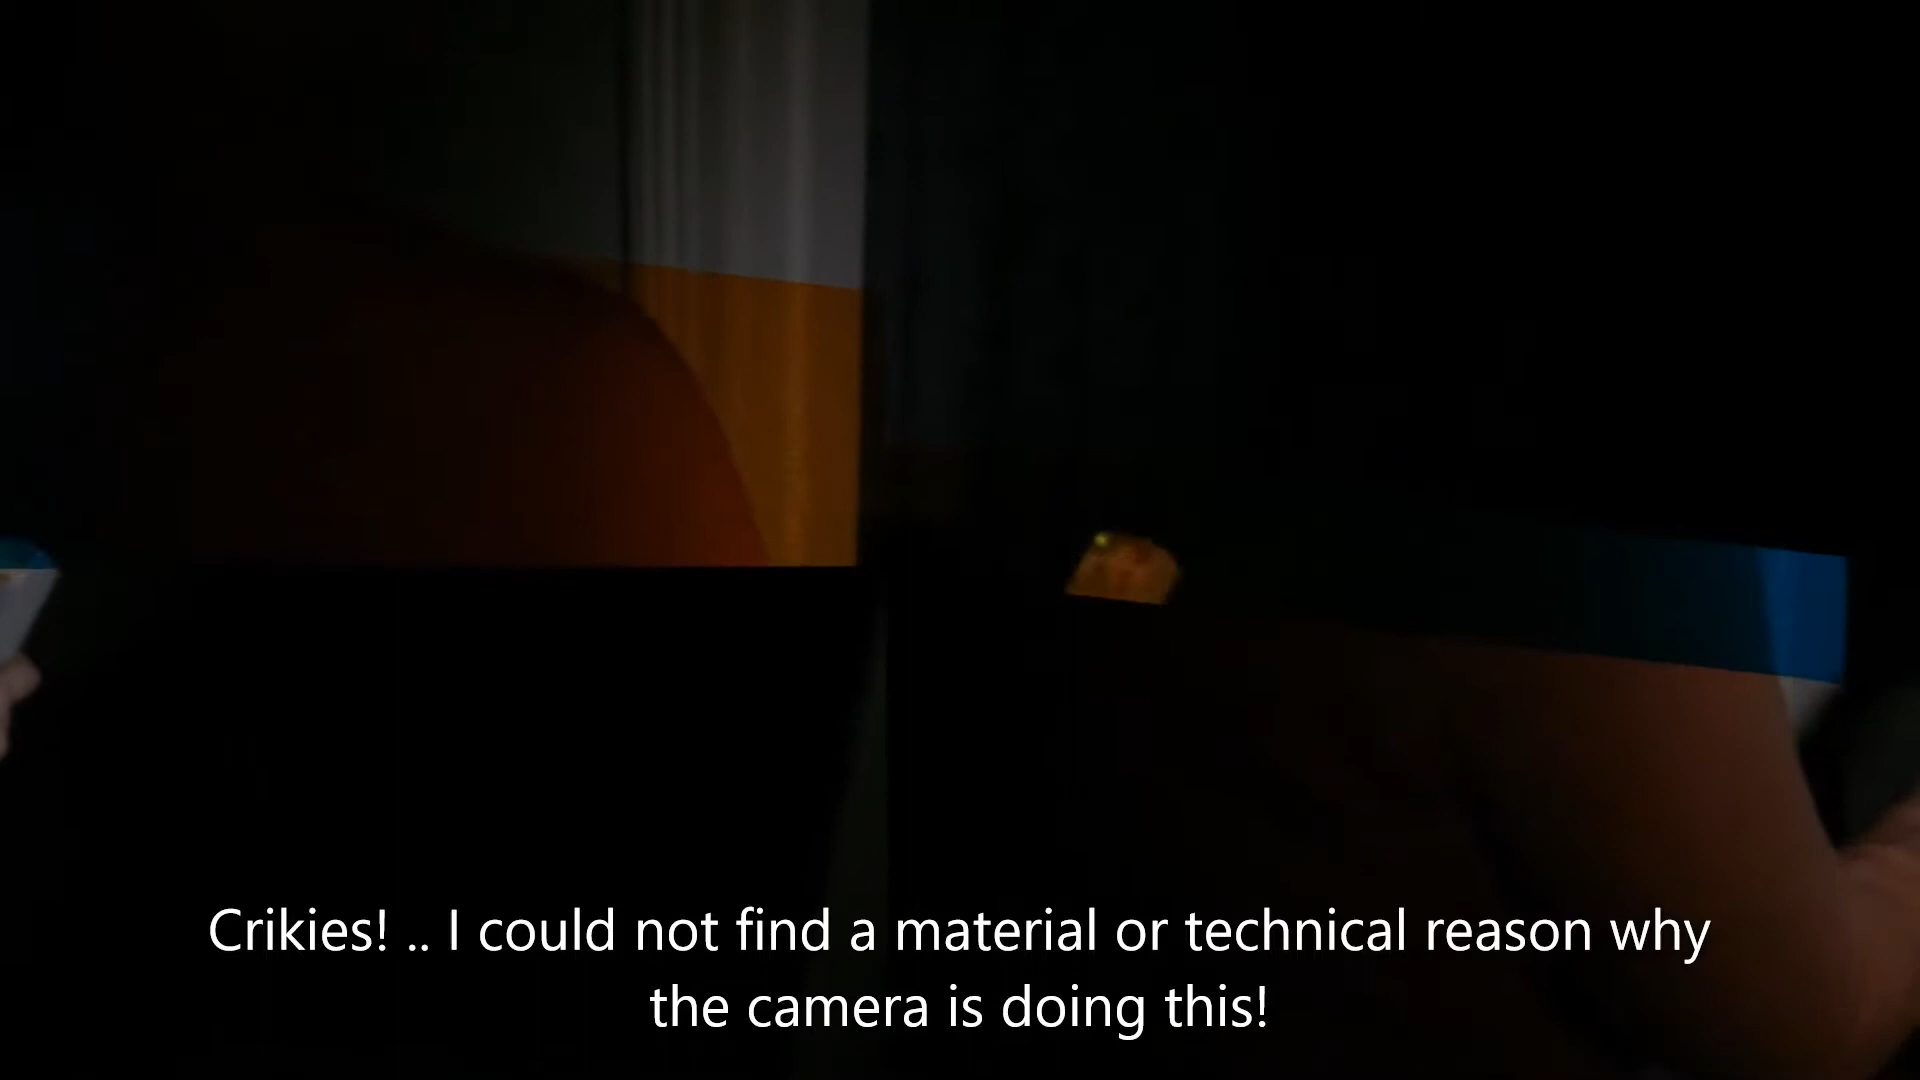 Crikies! .. I could not find a material or technical reason why
the camera is doing this!